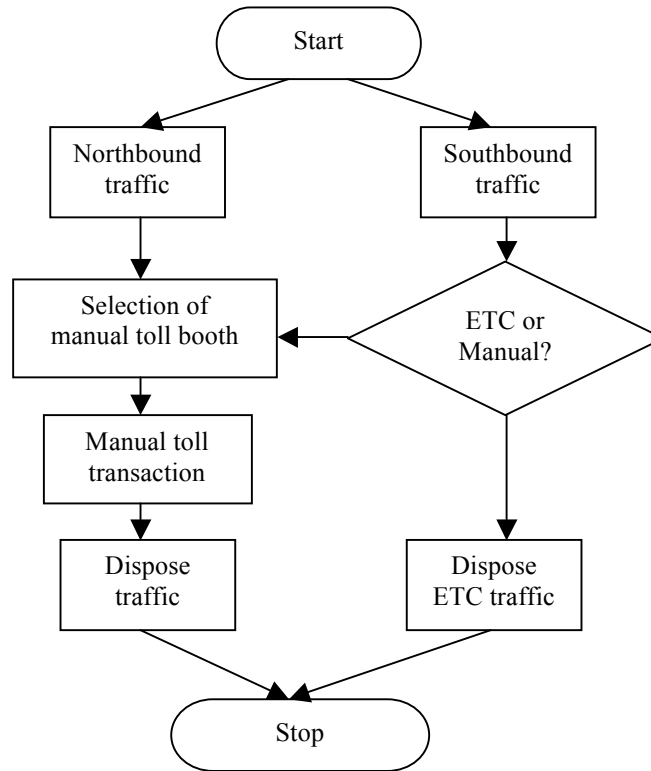 Start
Northbound
traffic
Southbound
traffic
Selection of
manual toll booth
ETC or
Manual?
Manual toll
transaction
Dispose
traffic
Dispose
ETC traffic
Stop